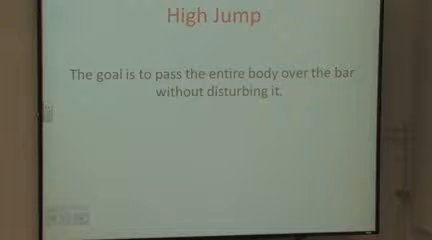 High Jump
The goal is to pass the entire body over the bar
without disturbing it.